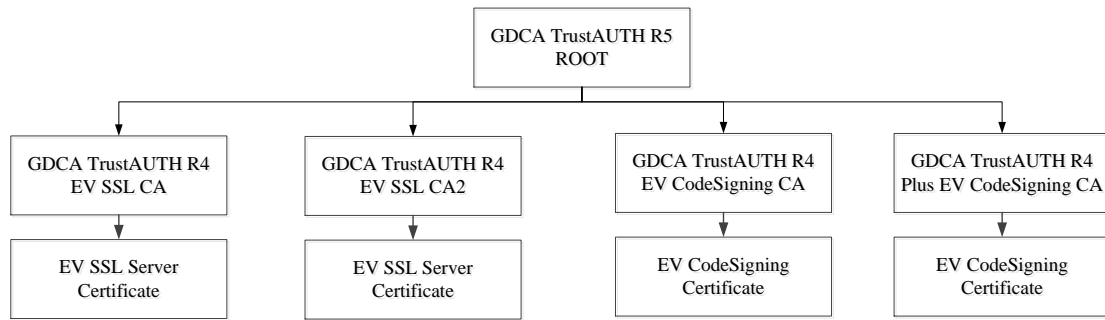 GDCA TrustAUTH R5
ROOT
GDCA TrustAUTH R4
EV SSL CA
GDCA TrustAUTH R4
EV SSL CA2
GDCA TrustAUTH R4
EV CodeSigning CA
GDCA TrustAUTH R4
Plus EV CodeSigning CA
EV SSL Server
Certificate
EV SSL Server
Certificate
EV CodeSigning
Certificate
EV CodeSigning
Certificate